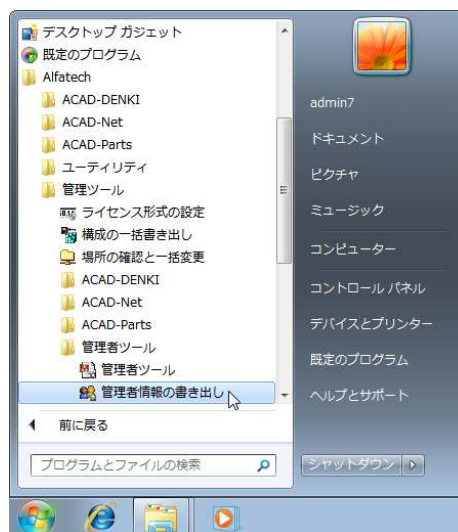 デスクトップ ガジェット
既定のプログラム
Alfatech
ACAD-DENKI
ACAD-Net
ACAD-Parts
ユーティリティ
管理ツール
ライセンス形式の設定
構成の一括書き出し
場所の確認と一括変更
ACAD-DENKI
ACAD-Net
ACAD-Parts
管理者ツール
管理者ツール
管理者情報の書き出し
前に戻る
プログラムとファイルの検索
admin7
ドキュメント
ピクチャ
ミュージック
コンピューター
コントロール パネル
デバイスとプリンター
既定のプログラム
ヘルプとサポート
シャットダウン